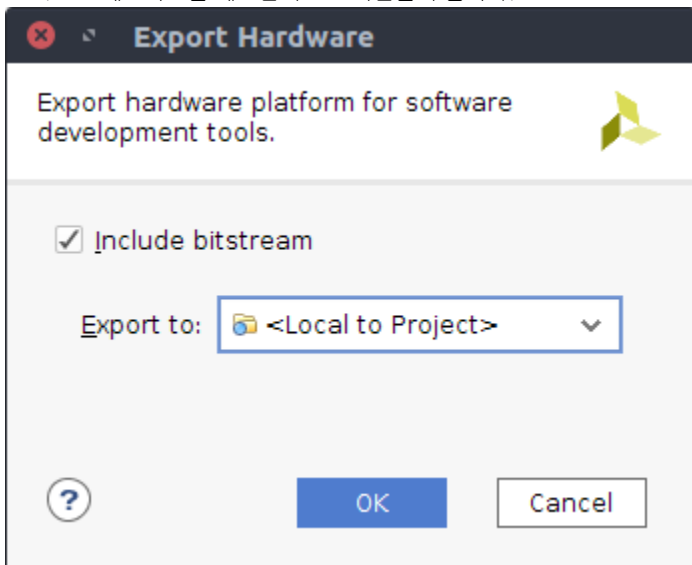 Export Hardware
Export hardware platform for software
development tools.
Include bitstream
Export to: <Local to Project>
?
OK
Cancel